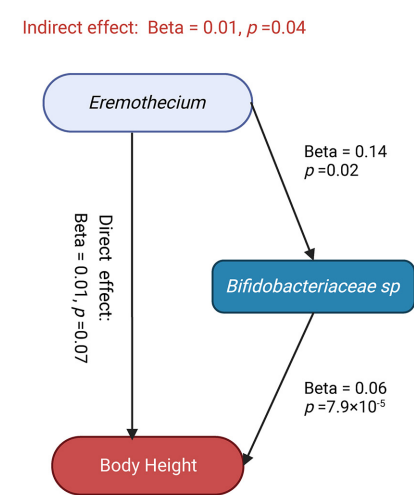 Indirect effect:  Beta = 0.01, p =0.04
Eremothecium
Beta = 0.14
p =0.02
Direct effect:
Beta = 0.01, p =0.07
Bifidobacteriaceae sp
Beta = 0.06
p =7.9×10⁻⁵
Body Height